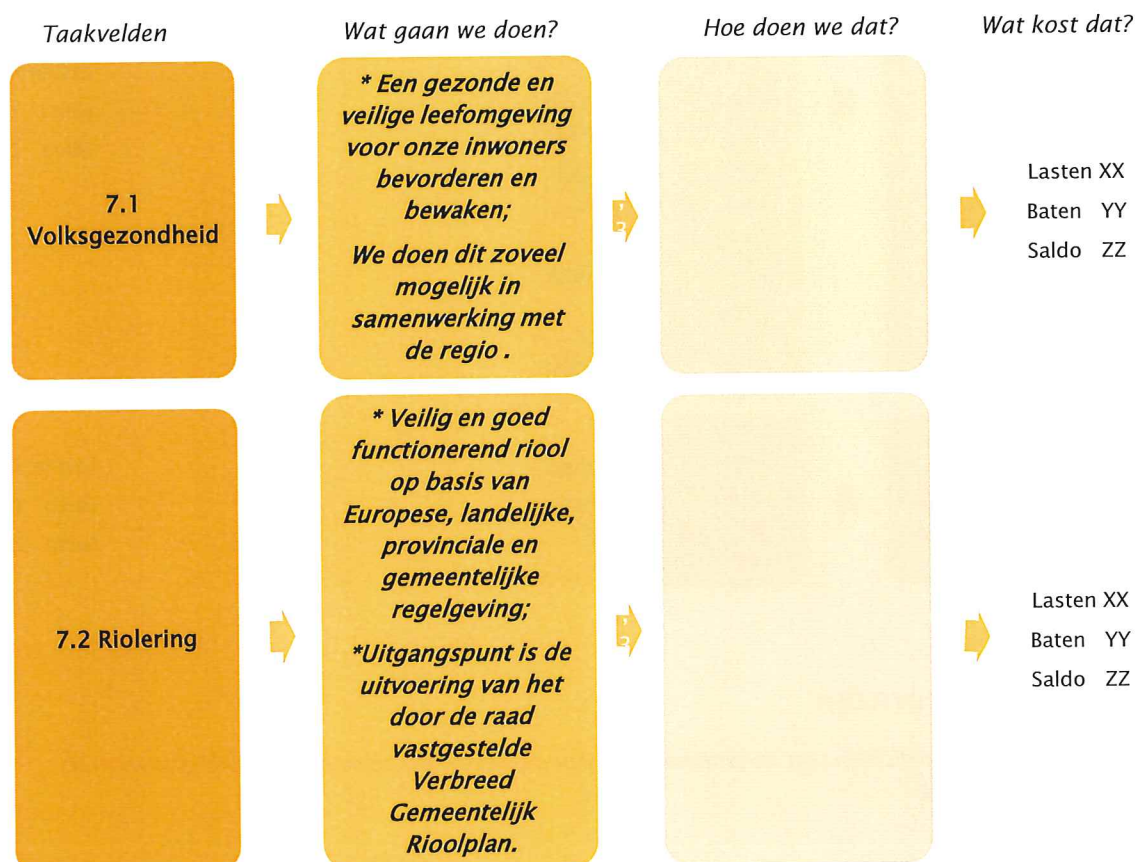 Taakvelden
Wat gaan we doen?
Hoe doen we dat?
Wat kost dat?
7.1
Volksgezondheid
* Een gezonde en
veilige leefomgeving
voor onze inwoners
bevorderen en
bewaken;
We doen dit zoveel
mogelijk in
samenwerking met
de regio .
Lasten XX
Baten YY
Saldo ZZ
7.2 Riolering
* Veilig en goed
functionerend riool
op basis van
Europese, landelijke,
provinciale en
gemeentelijke
regelgeving;
*Uitgangspunt is de
uitvoering van het
door de raad
vastgestelde
Verbreed
Gemeentelijk
Rioolplan.
Lasten XX
Baten YY
Saldo ZZ